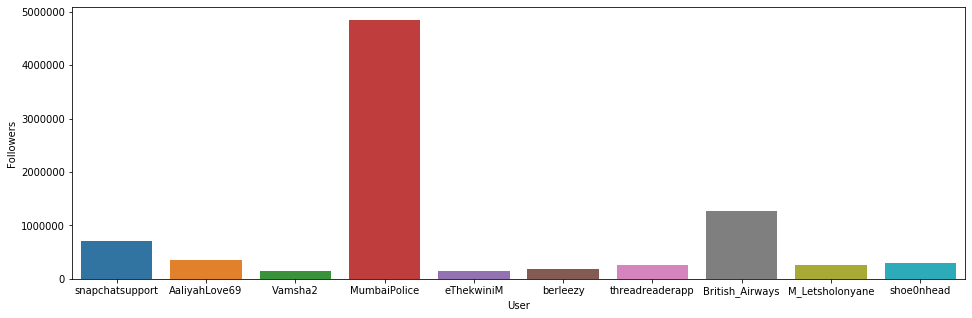 5000000
4000000
3000000
2000000
1000000
0
Followers
snapchatsupport AaliyahLove69 Vamsha2 MumbaiPolice eThekwiniM berleezy threadreaderapp British_Airways M_Letsholonyane shoe0nhead
User